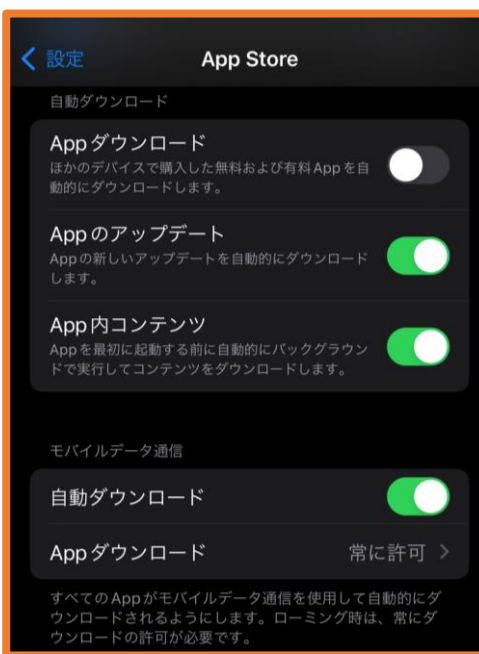 設定
App Store
自動ダウンロード
Appダウンロード
ほかのデバイスで購入した無料および有料Appを自
動的にダウンロードします。
Appのアップデート
Appの新しいアップデートを自動的にダウンロード
します。
App内コンテンツ
Appを最初に起動する前に自動的にバックグラウン
ドで実行してコンテンツをダウンロードします。
モバイルデータ通信
自動ダウンロード
Appダウンロード 常に許可
すべてのAppがモバイルデータ通信を使用して自動的にダ
ウンロードされるようにします。ローミング時は、常にダ
ウンロードの許可が必要です。